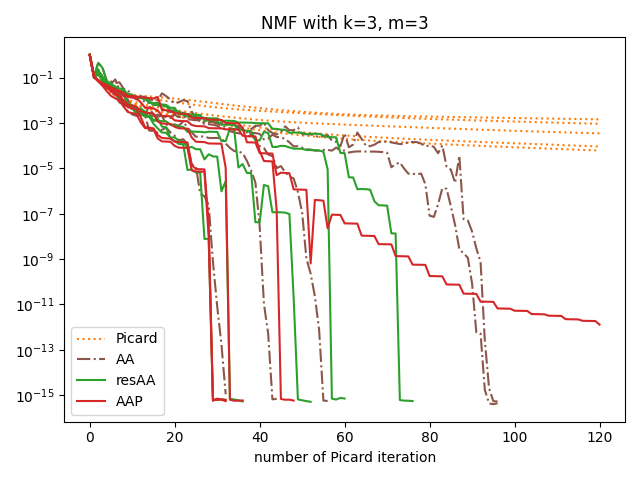 NMF with k=3, m=3
10⁻¹
10⁻³
10⁻⁵
10⁻⁷
10⁻⁹
10⁻¹¹
10⁻¹³
10⁻¹⁵
Picard
AA
resAA
AAP
0 20 40 60 80 100 120
number of Picard iteration